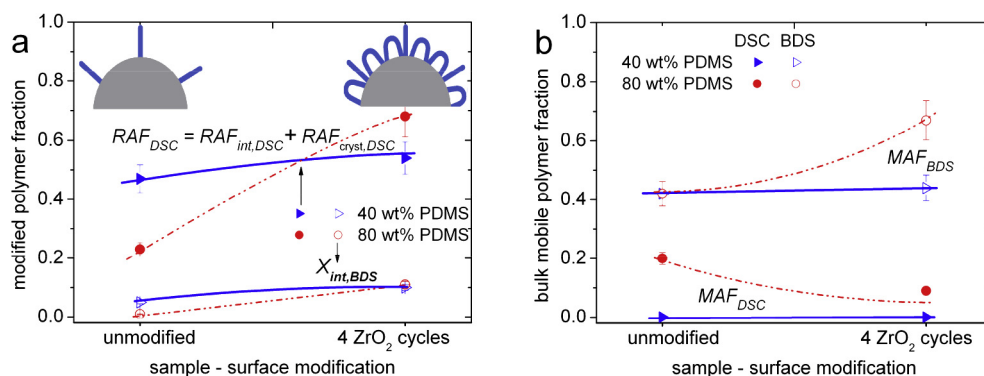 a
modified polymer fraction
1.0
0.8
0.6
0.4
0.2
0.0
RAF_DSC = RAF_int,DSC + RAF_cryst,DSC
40 wt% PDMS
80 wt% PDMS
X_int,BDS
unmodified
4 ZrO₂ cycles
sample - surface modification
b
DSC BDS
40 wt% PDMS
80 wt% PDMS
bulk mobile polymer fraction
1.0
0.8
0.6
0.4
0.2
0.0
MAF_BDS
MAF_DSC
unmodified
4 ZrO₂ cycles
sample - surface modification